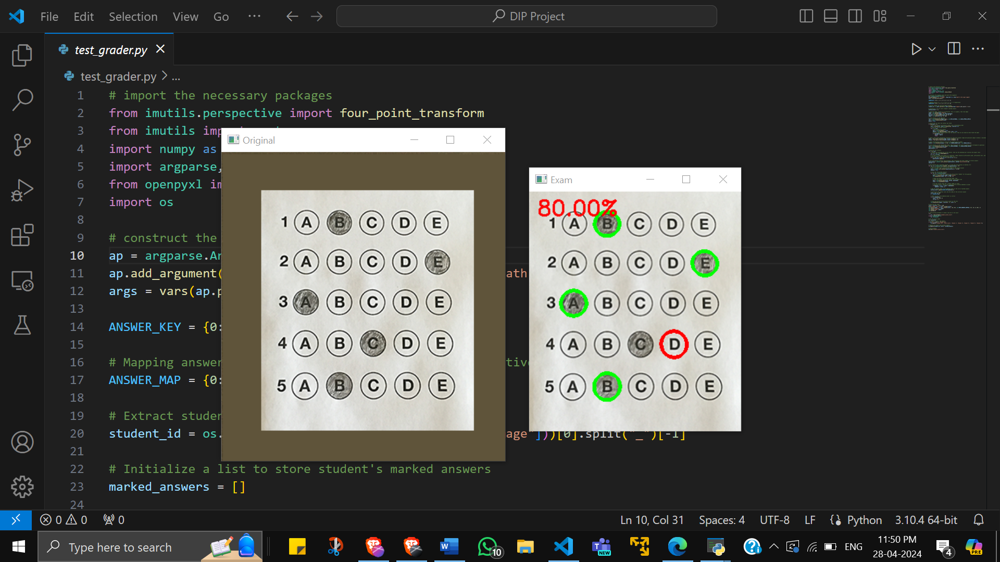 File Edit Selection View Go ...
DIP Project
test_grader.py
test_grader.py > ...
1 # import the necessary packages
2 from imutils.perspective import four_point_transform
3 from imutils
4 import numpy as
5 import argparse,
6 from openpyxl
7 import os
8
9 # construct the
10 ap = argparse.
11 ap.add_argument( ath
12 args = vars(ap.
13
14 ANSWER_KEY = {0:
15
16 # Mapping answer tive
17 ANSWER_MAP = {0:
18
19 # Extract studen
20 student_id = os. age"]))[0].split("_")[-1]
21
22 # Initialize a list to store student's marked answers
23 marked_answers = []
24
Original
1 A B C D E
2 A B C D E
3 A B C D E
4 A B C D E
5 A B C D E
Exam
80.00%
1 A B C D E
2 A B C D E
3 A B C D E
4 A B C D E
5 A B C D E
0 0 0
Ln 10, Col 31 Spaces: 4 UTF-8 LF Python 3.10.4 64-bit
Type here to search
10
NEW
ENG
11:50 PM
28-04-2024
4
PRE